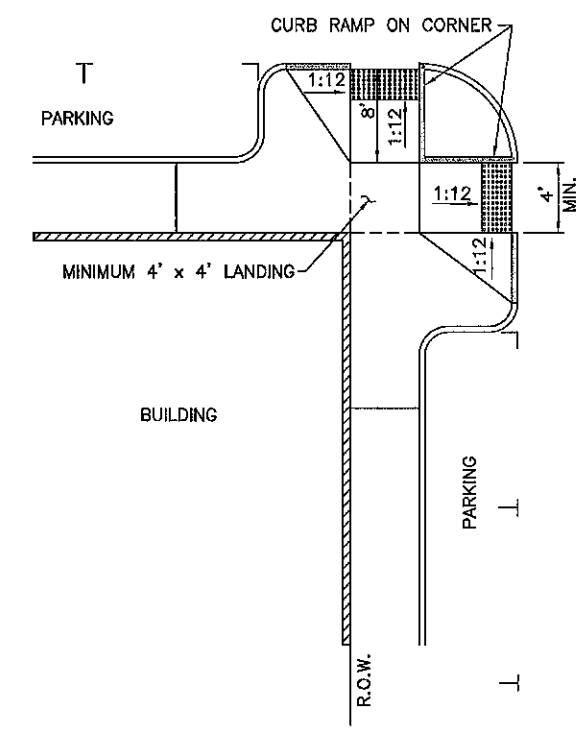 CURB RAMP ON CORNER
PARKING
1:12
8'
1:12
1:12
4'
MIN.
1:12
MINIMUM 4' x 4' LANDING
BUILDING
PARKING
R.O.W.